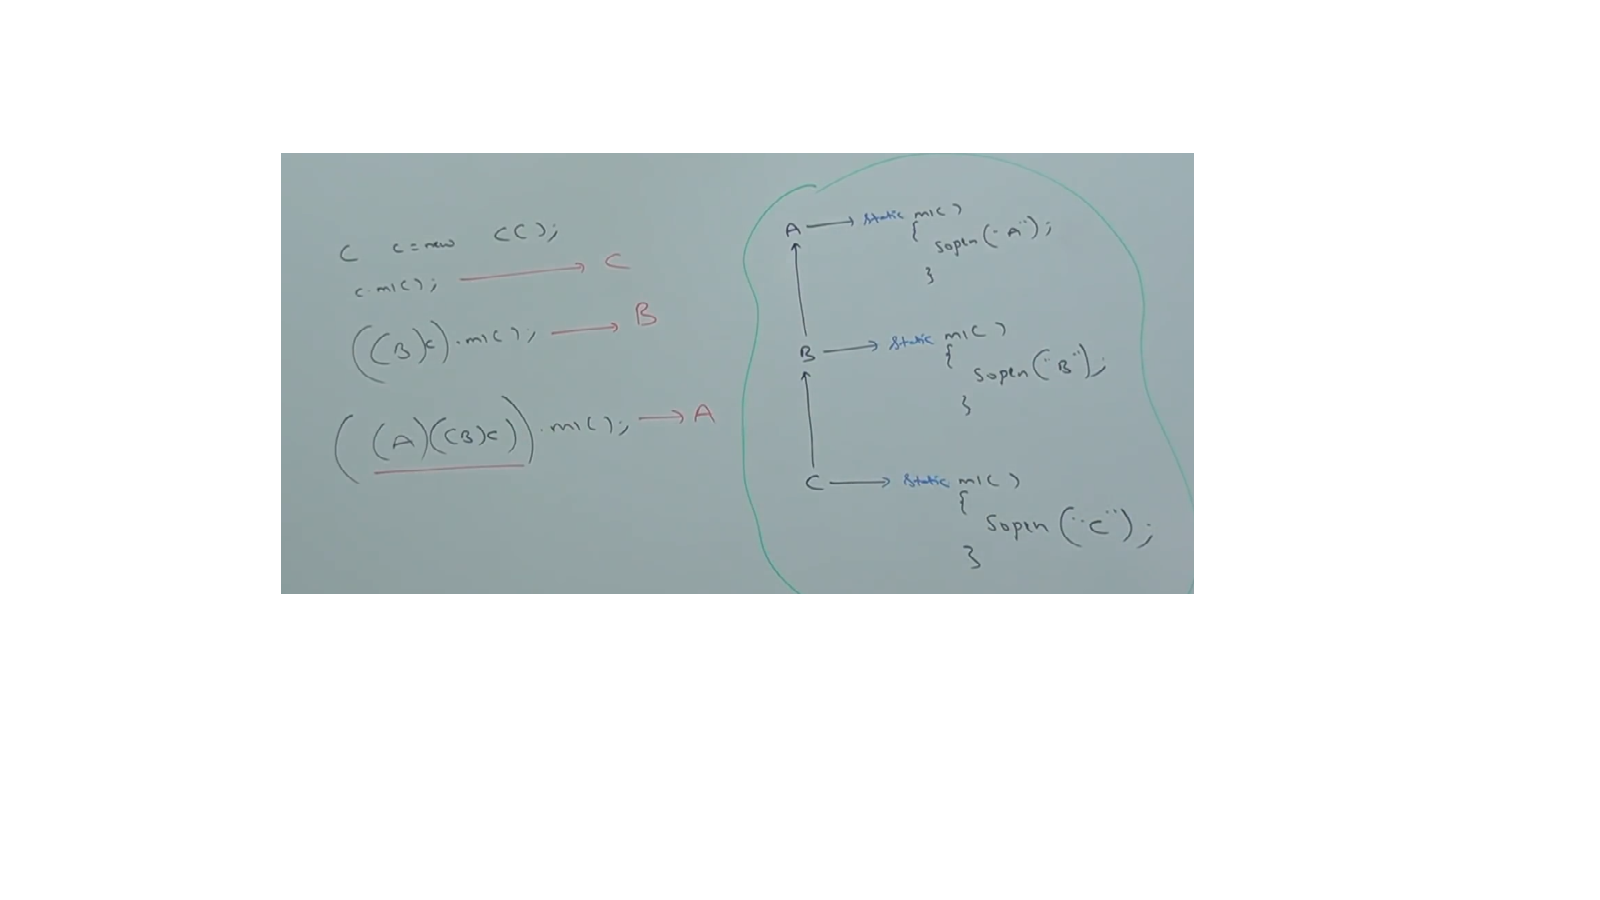 C c = new C();
c.m1(); → C
((B)c).m1(); → B
((A)((B)c)).m1(); → A
A → static m1()
{
sopln("A");
}
B → static m1()
{
sopln("B");
}
C → static m1()
{
sopln("C");
}